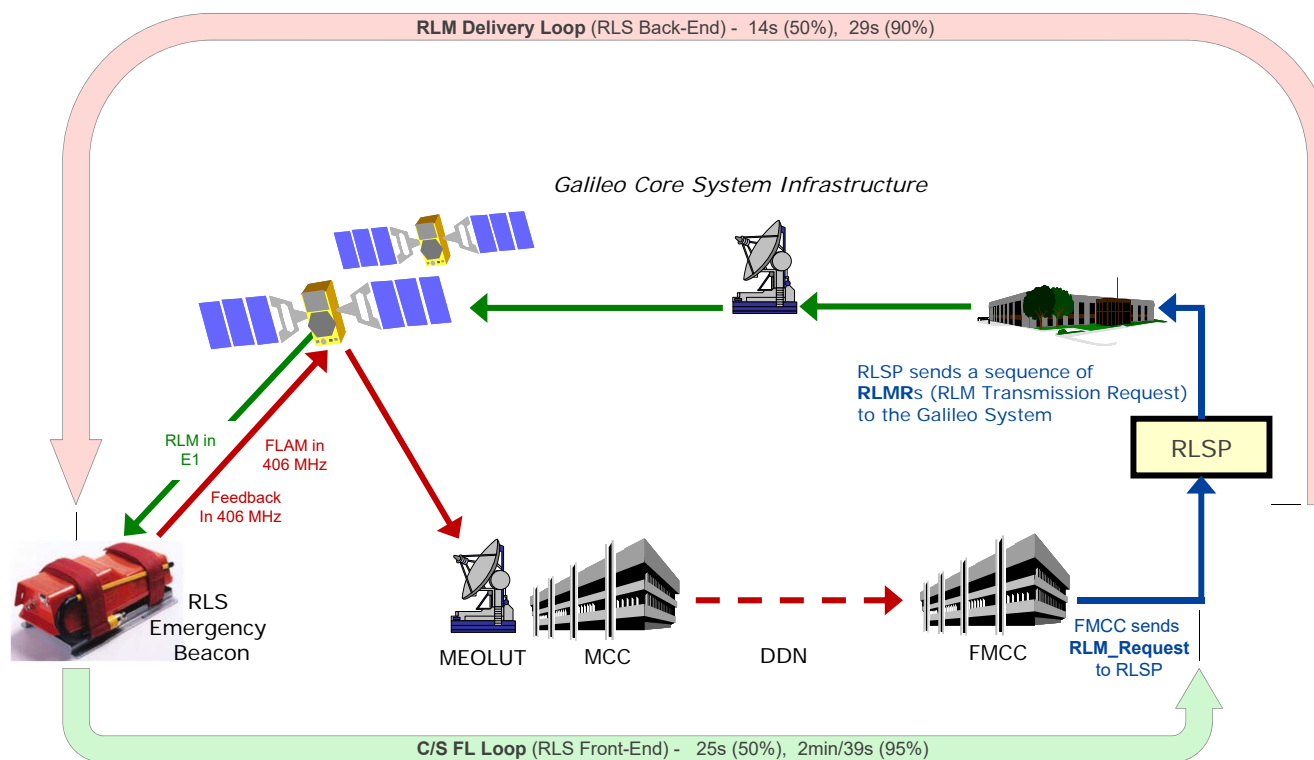 RLM Delivery Loop (RLS Back-End) - 14s (50%), 29s (90%)
Galileo Core System Infrastructure
RLSP sends a sequence of
RLMRs (RLM Transmission Request)
to the Galileo System
RLSP
RLM in
E1
FLAM in
406 MHz
Feedback
In 406 MHz
RLS
Emergency
Beacon
MEOLUT
MCC
DDN
FMCC
FMCC sends
RLM_Request
to RLSP
C/S FL Loop (RLS Front-End) - 25s (50%), 2min/39s (95%)